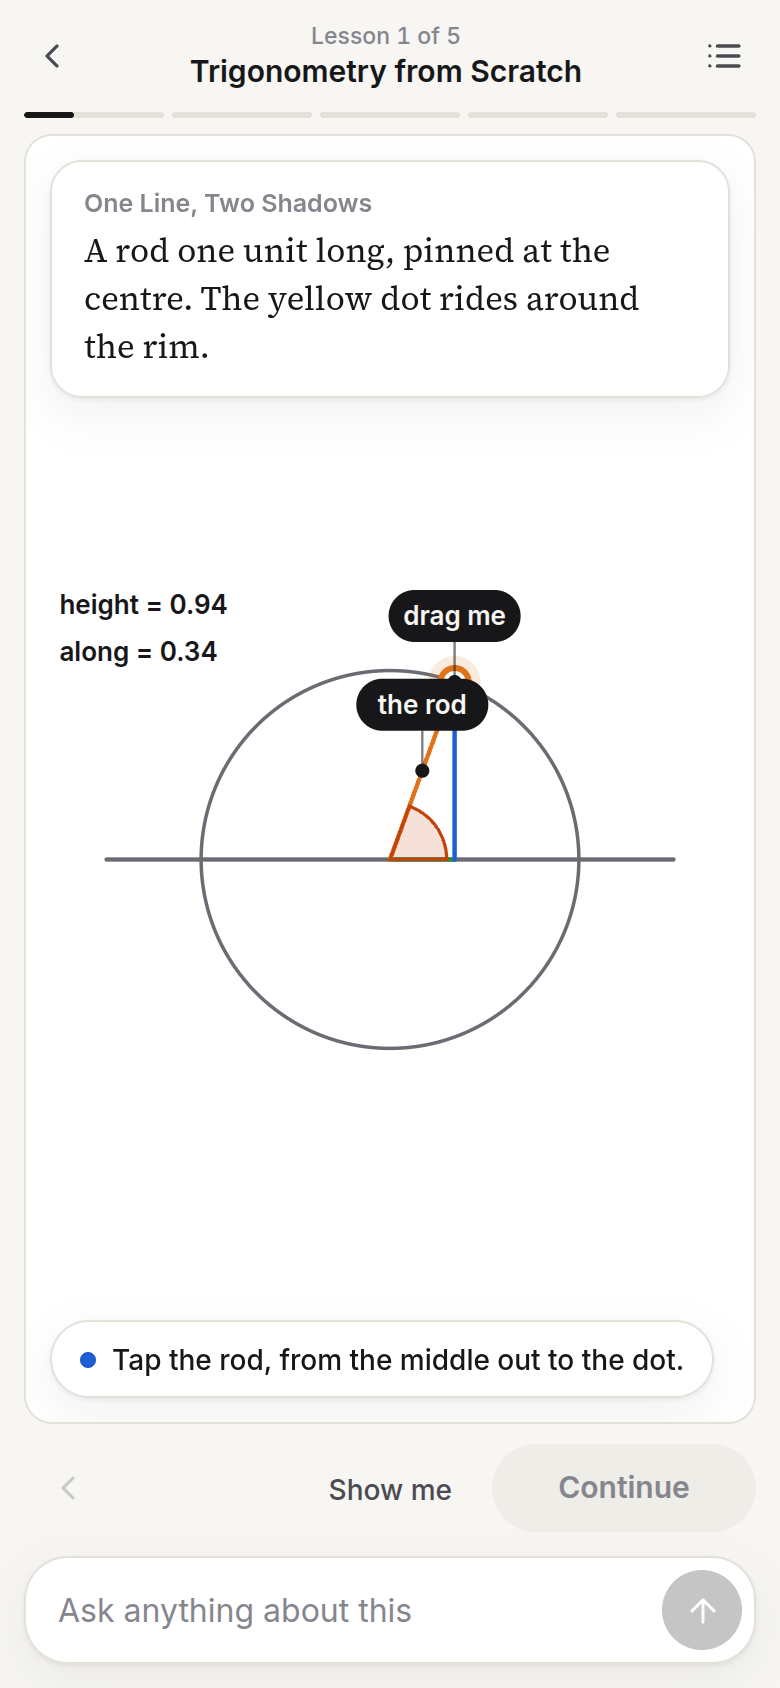 Lesson 1 of 5
Trigonometry from Scratch
One Line, Two Shadows
A rod one unit long, pinned at the
centre. The yellow dot rides around
the rim.
height = 0.94
along = 0.34
drag me
the rod
Tap the rod, from the middle out to the dot.
Show me
Continue
Ask anything about this